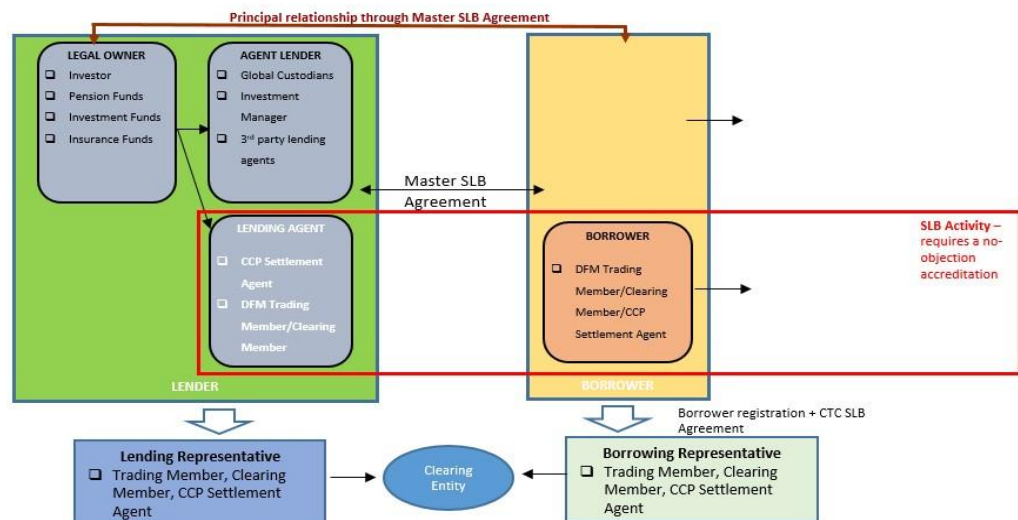 Principal relationship through Master SLB Agreement
LEGAL OWNER
❑ Investor
❑ Pension Funds
❑ Investment Funds
❑ Insurance Funds
AGENT LENDER
❑ Global Custodians
❑ Investment
Manager
❑ 3rd party lending
agents
Master SLB
Agreement
LENDING AGENT
❑ CCP Settlement
Agent
❑ DFM Trading
Member/Clearing
Member
BORROWER
❑ DFM Trading
Member/Clearing
Member/CCP
Settlement Agent
SLB Activity –
requires a no-
objection
accreditation
LENDER
BORROWER
Borrower registration + CTC SLB
Agreement
Lending Representative
❑ Trading Member, Clearing
Member, CCP Settlement
Agent
Clearing
Entity
Borrowing Representative
❑ Trading Member, Clearing
Member, CCP Settlement
Agent